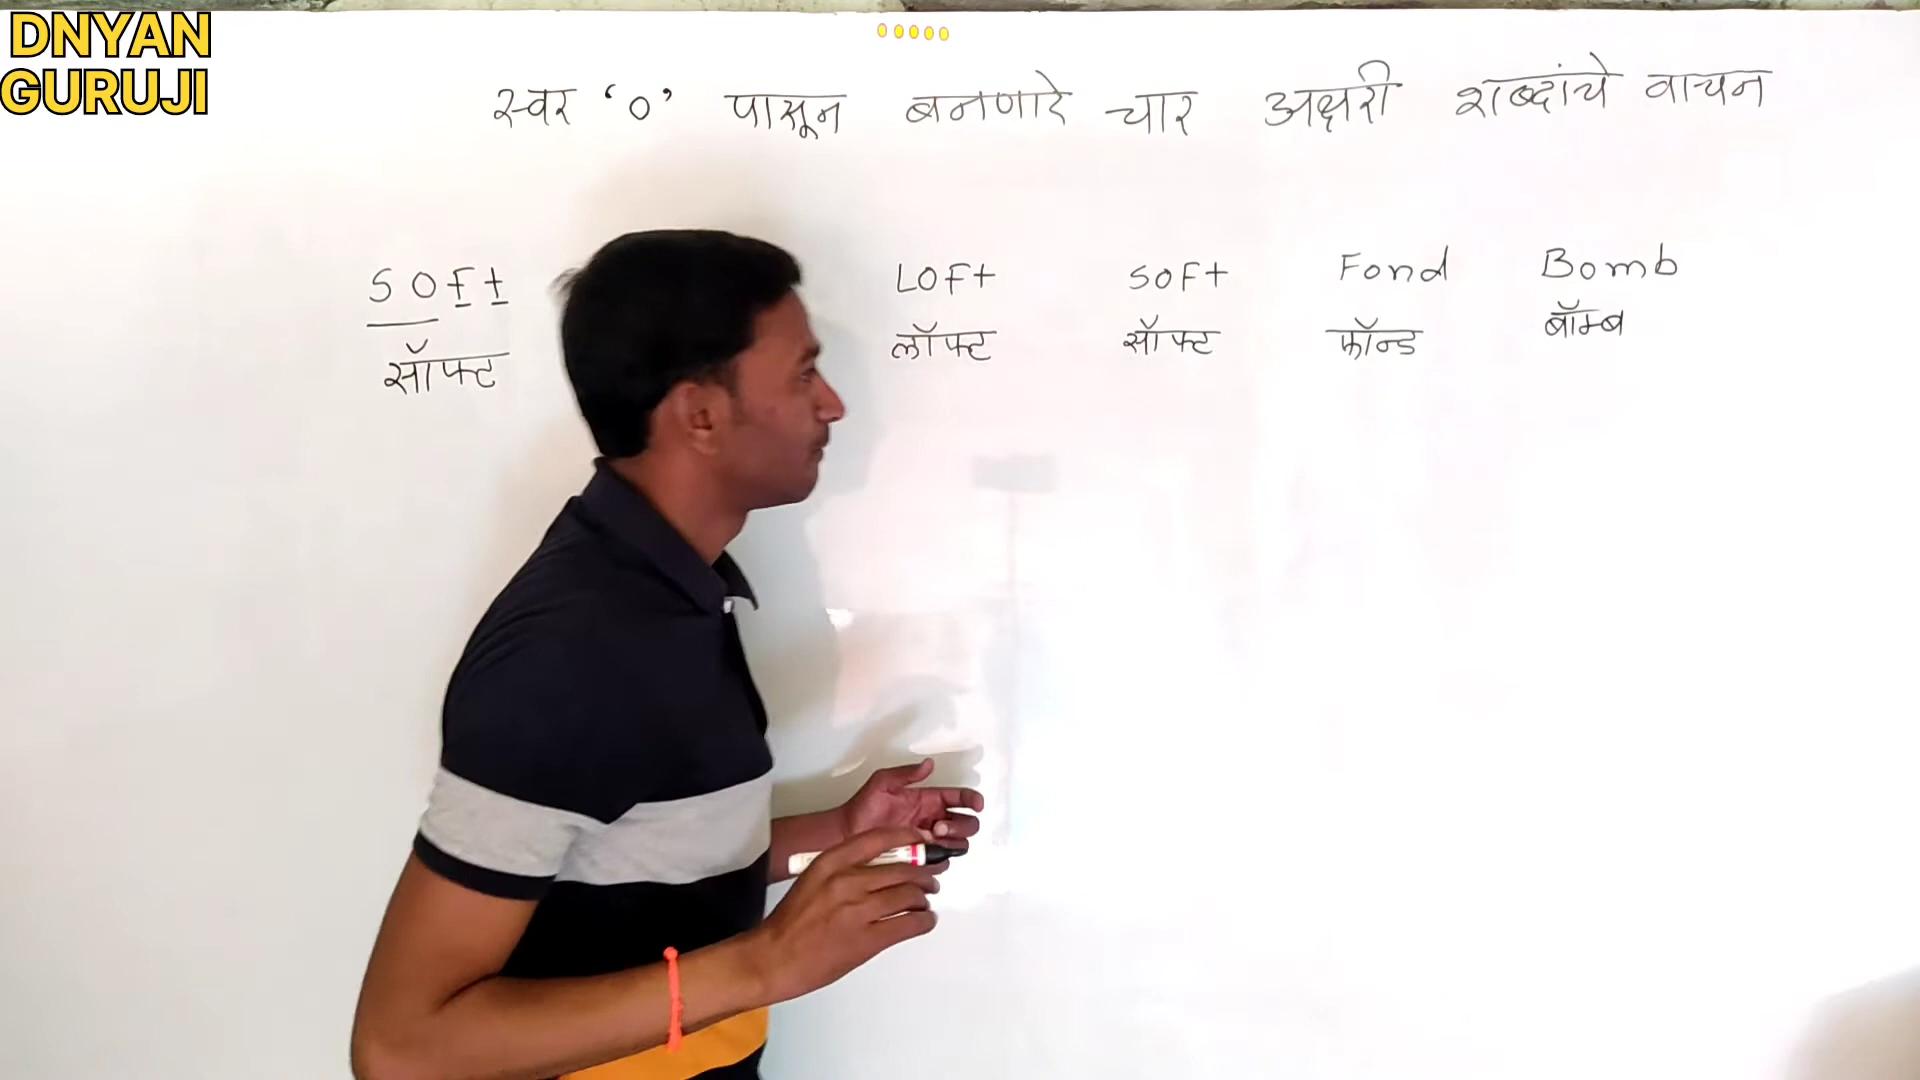 DNYAN
GURUJI
स्वर ‘o’ पासून बनणारे चार अक्षरी शब्दांचे वाचन
SOFt LOFt SOFt Fond Bomb
सॉफ्ट लॉफ्ट सॉफ्ट फॉन्ड बॉम्ब